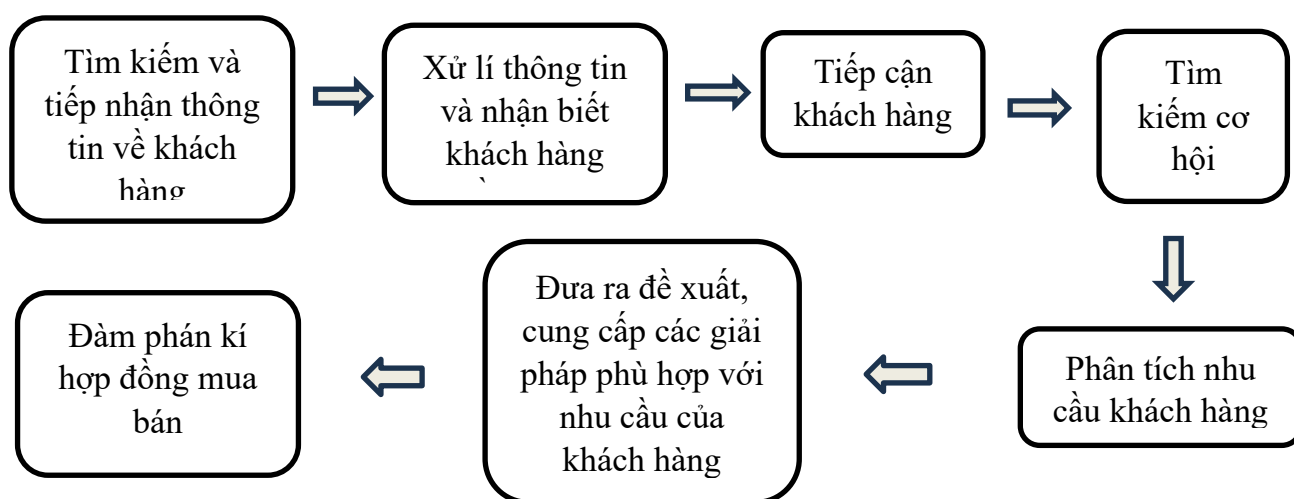 Tìm kiếm và
tiếp nhận thông
tin về khách
hàng
Xử lí thông tin
và nhận biết
khách hàng
Tiếp cận
khách hàng
Tìm
kiếm cơ
hội
Phân tích nhu
cầu khách hàng
Đưa ra đề xuất,
cung cấp các giải
pháp phù hợp với
nhu cầu của
khách hàng
Đàm phán kí
hợp đồng mua
bán